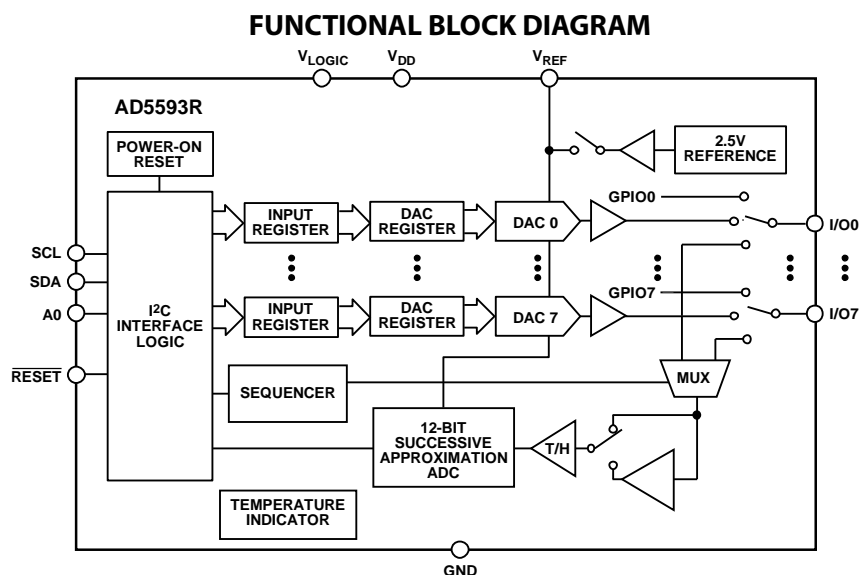 FUNCTIONAL BLOCK DIAGRAM
VLOGIC
VDD
VREF
AD5593R
POWER-ON
RESET
2.5V
REFERENCE
GPIO0
INPUT
REGISTER
DAC
REGISTER
DAC 0
I/O0
SCL
SDA
A0
RESET
I2C
INTERFACE
LOGIC
GPIO7
INPUT
REGISTER
DAC
REGISTER
DAC 7
I/O7
SEQUENCER
MUX
12-BIT
SUCCESSIVE
APPROXIMATION
ADC
T/H
TEMPERATURE
INDICATOR
GND